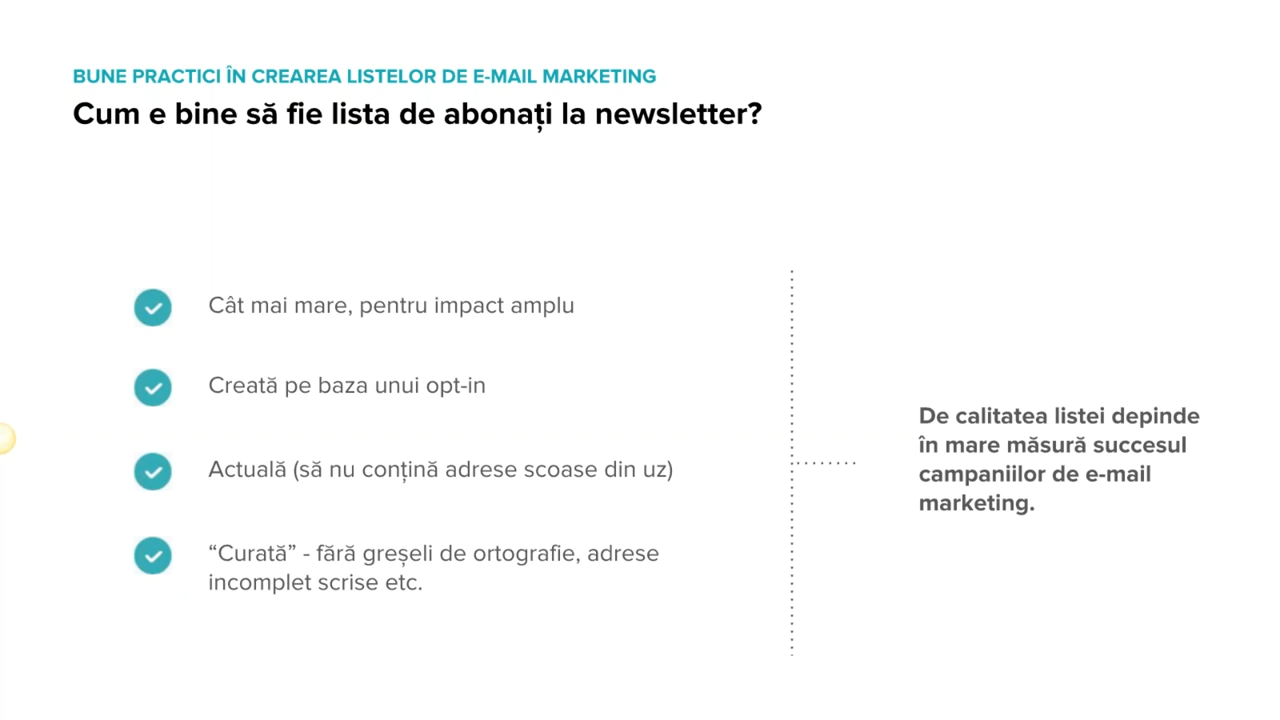 BUNE PRACTICI ÎN CREAREA LISTELOR DE E-MAIL MARKETING
Cum e bine să fie lista de abonați la newsletter?
Cât mai mare, pentru impact amplu
Creată pe baza unui opt-in
Actuală (să nu conțină adrese scoase din uz)
“Curată” - fără greșeli de ortografie, adrese
incomplet scrise etc.
De calitatea listei depinde
în mare măsură succesul
campaniilor de e-mail
marketing.